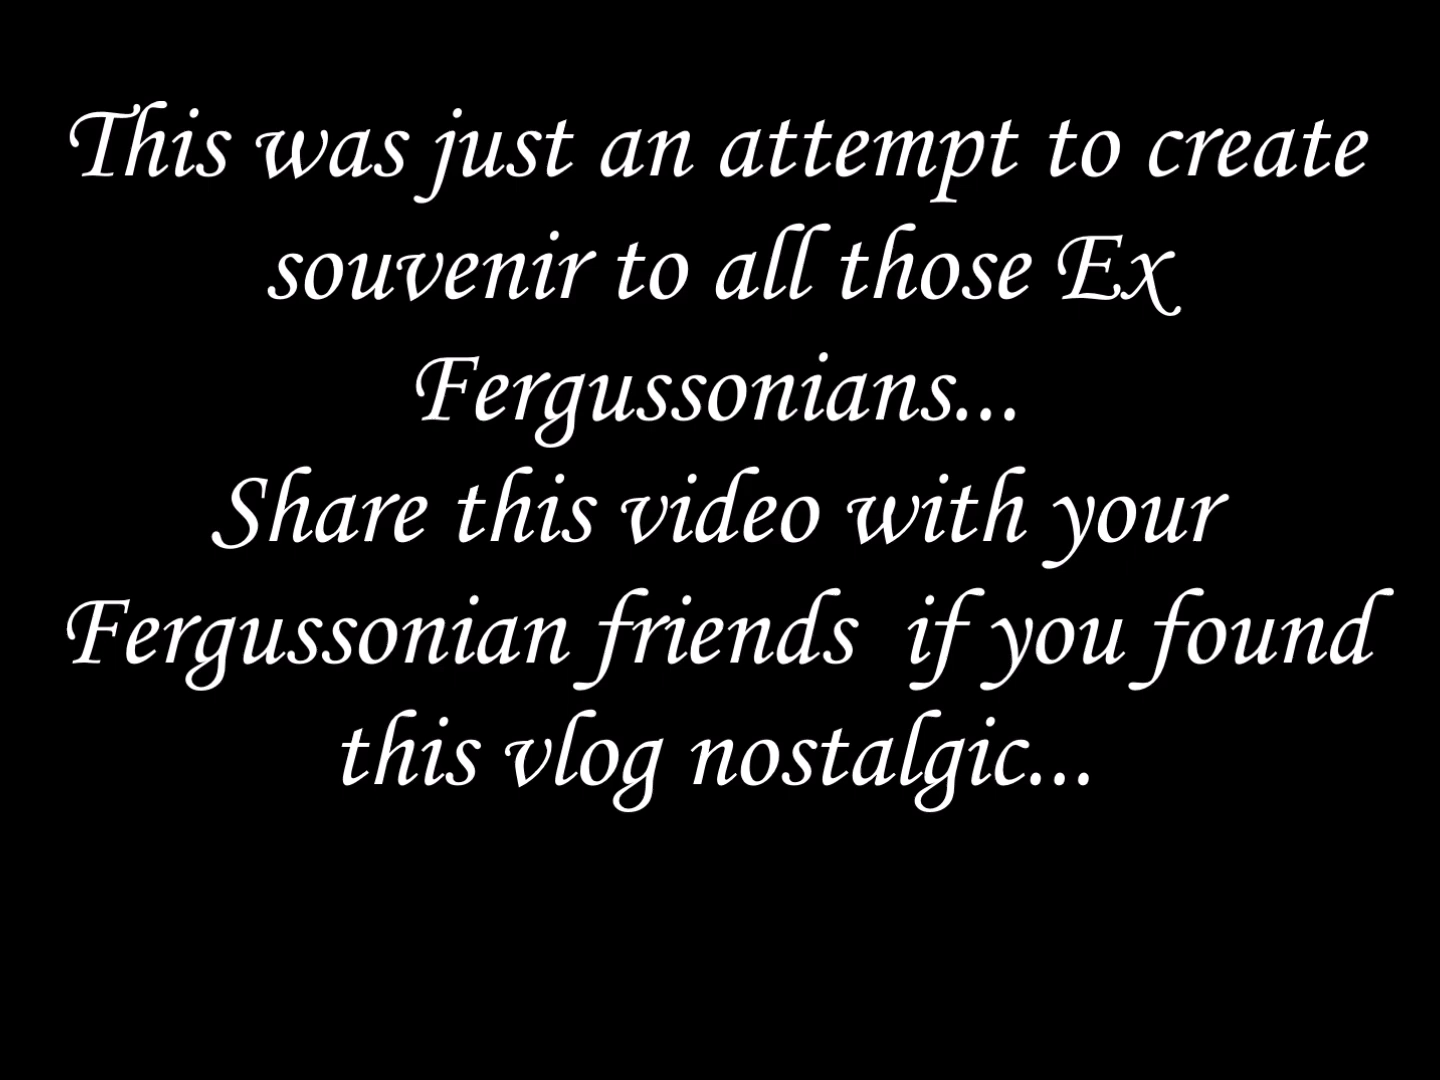 This was just an attempt to create
souvenir to all those Ex
Fergussonians...
Share this video with your
Fergussonian friends  if you found
this vlog nostalgic...